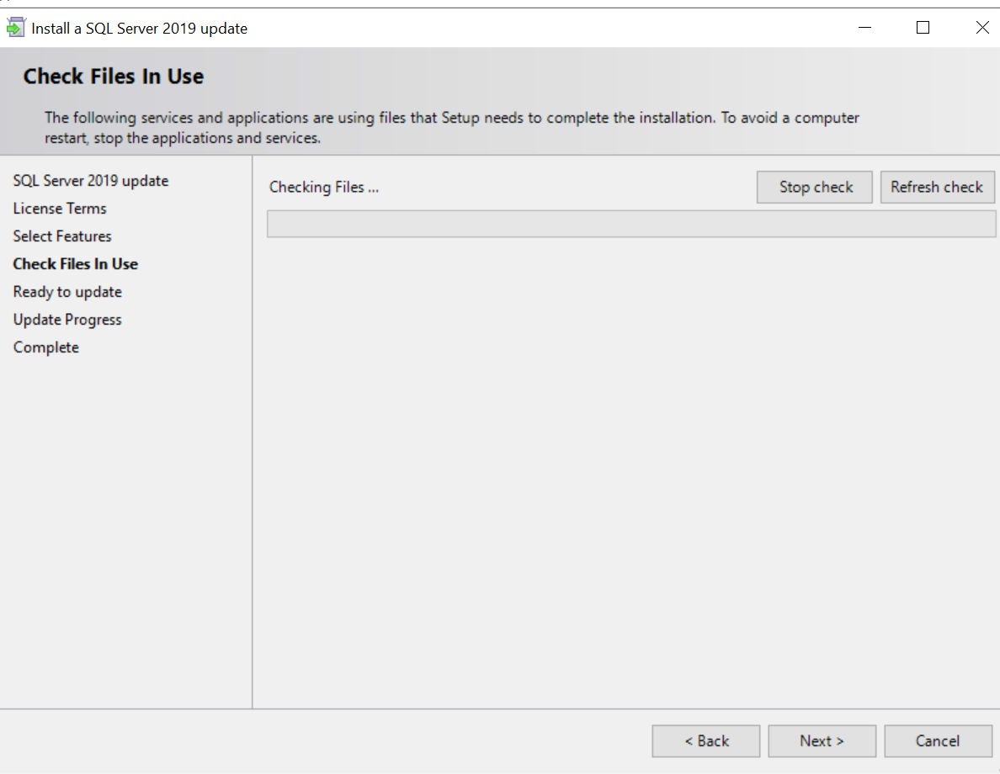 Install a SQL Server 2019 update
Check Files In Use
The following services and applications are using files that Setup needs to complete the installation. To avoid a computer
restart, stop the applications and services.
SQL Server 2019 update
License Terms
Select Features
Check Files In Use
Ready to update
Update Progress
Complete
Checking Files ...
Stop check
Refresh check
< Back
Next >
Cancel